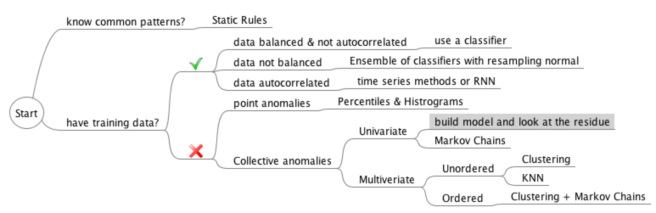 know common patterns?
Static Rules
Start
have training data?
data balanced & not autocorrelated
use a classifier
data not balanced
Ensemble of classifiers with resampling normal
data autocorrelated
time series methods or RNN
point anomalies
Percentiles & Histrograms
Collective anomalies
Univariate
build model and look at the residue
Markov Chains
Multiveriate
Unordered
Clustering
KNN
Ordered
Clustering + Markov Chains